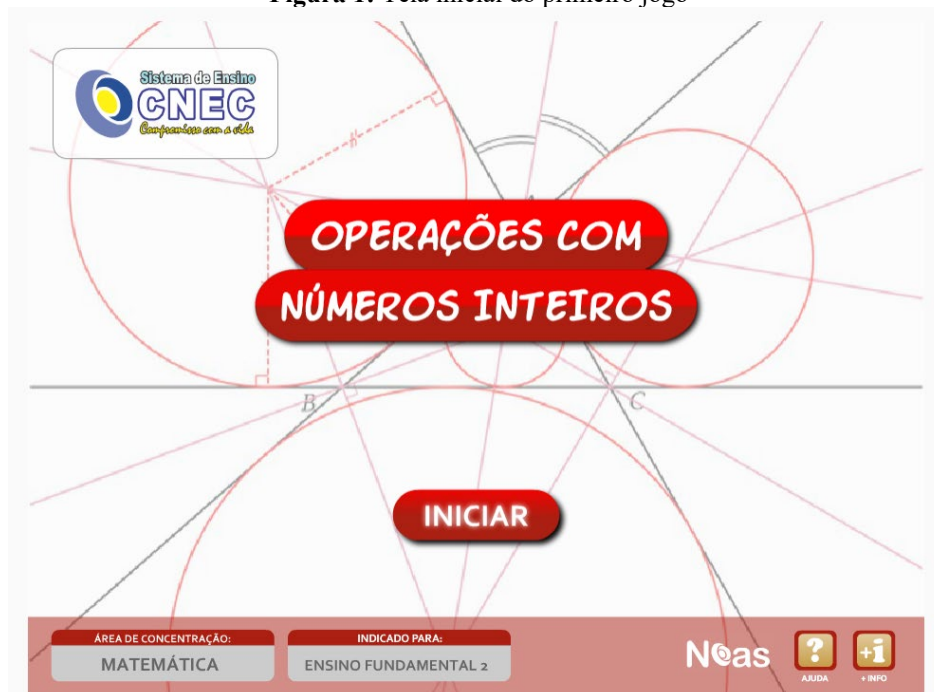 Figura 1: Tela inicial do primeiro jogo
Sistema de Ensino
CNEC
Compromisso com a vida
A
OPERAÇÕES COM
NÚMEROS INTEIROS
B
C
INICIAR
ÁREA DE CONCENTRAÇÃO:
MATEMÁTICA
INDICADO PARA:
ENSINO FUNDAMENTAL 2
Noas
?
AJUDA
+i
+ INFO